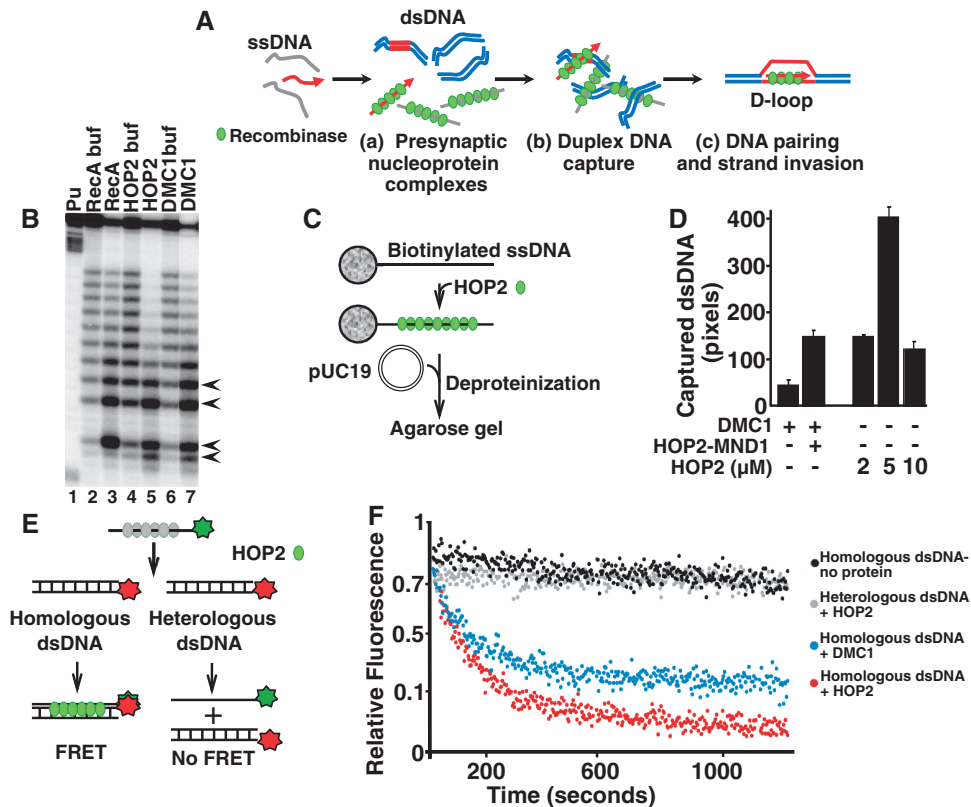 A
ssDNA
dsDNA
Recombinase
(a) Presynaptic
nucleoprotein
complexes
(b) Duplex DNA
capture
D-loop
(c) DNA pairing
and strand invasion
B
Pu
RecA buf
RecA
HOP2 buf
HOP2
DMC1buf
DMC1
1 2 3 4 5 6 7
C
Biotinylated ssDNA
HOP2
pUC19
Deproteinization
Agarose gel
D
Captured dsDNA
(pixels)
400
300
200
100
0
DMC1 + + - - -
HOP2-MND1 - + - - -
HOP2 (µM) - - 2 5 10
E
HOP2
Homologous
dsDNA
Heterologous
dsDNA
+
FRET
No FRET
F
Relative Fluorescence
1
0.7
0.5
0.1
0
200 600 1000
Time (seconds)
Homologous dsDNA-
no protein
Heterologous dsDNA
+ HOP2
Homologous dsDNA
+ DMC1
Homologous dsDNA
+ HOP2